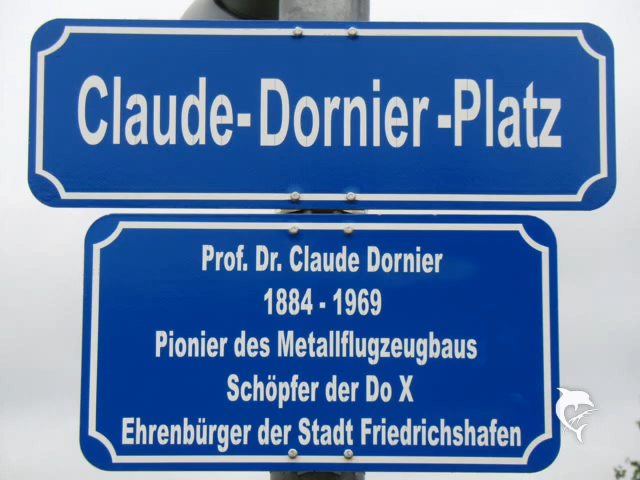 Claude-Dornier-Platz
Prof. Dr. Claude Dornier
1884 - 1969
Pionier des Metallflugzeugbaus
Schöpfer der Do X
Ehrenbürger der Stadt Friedrichshafen